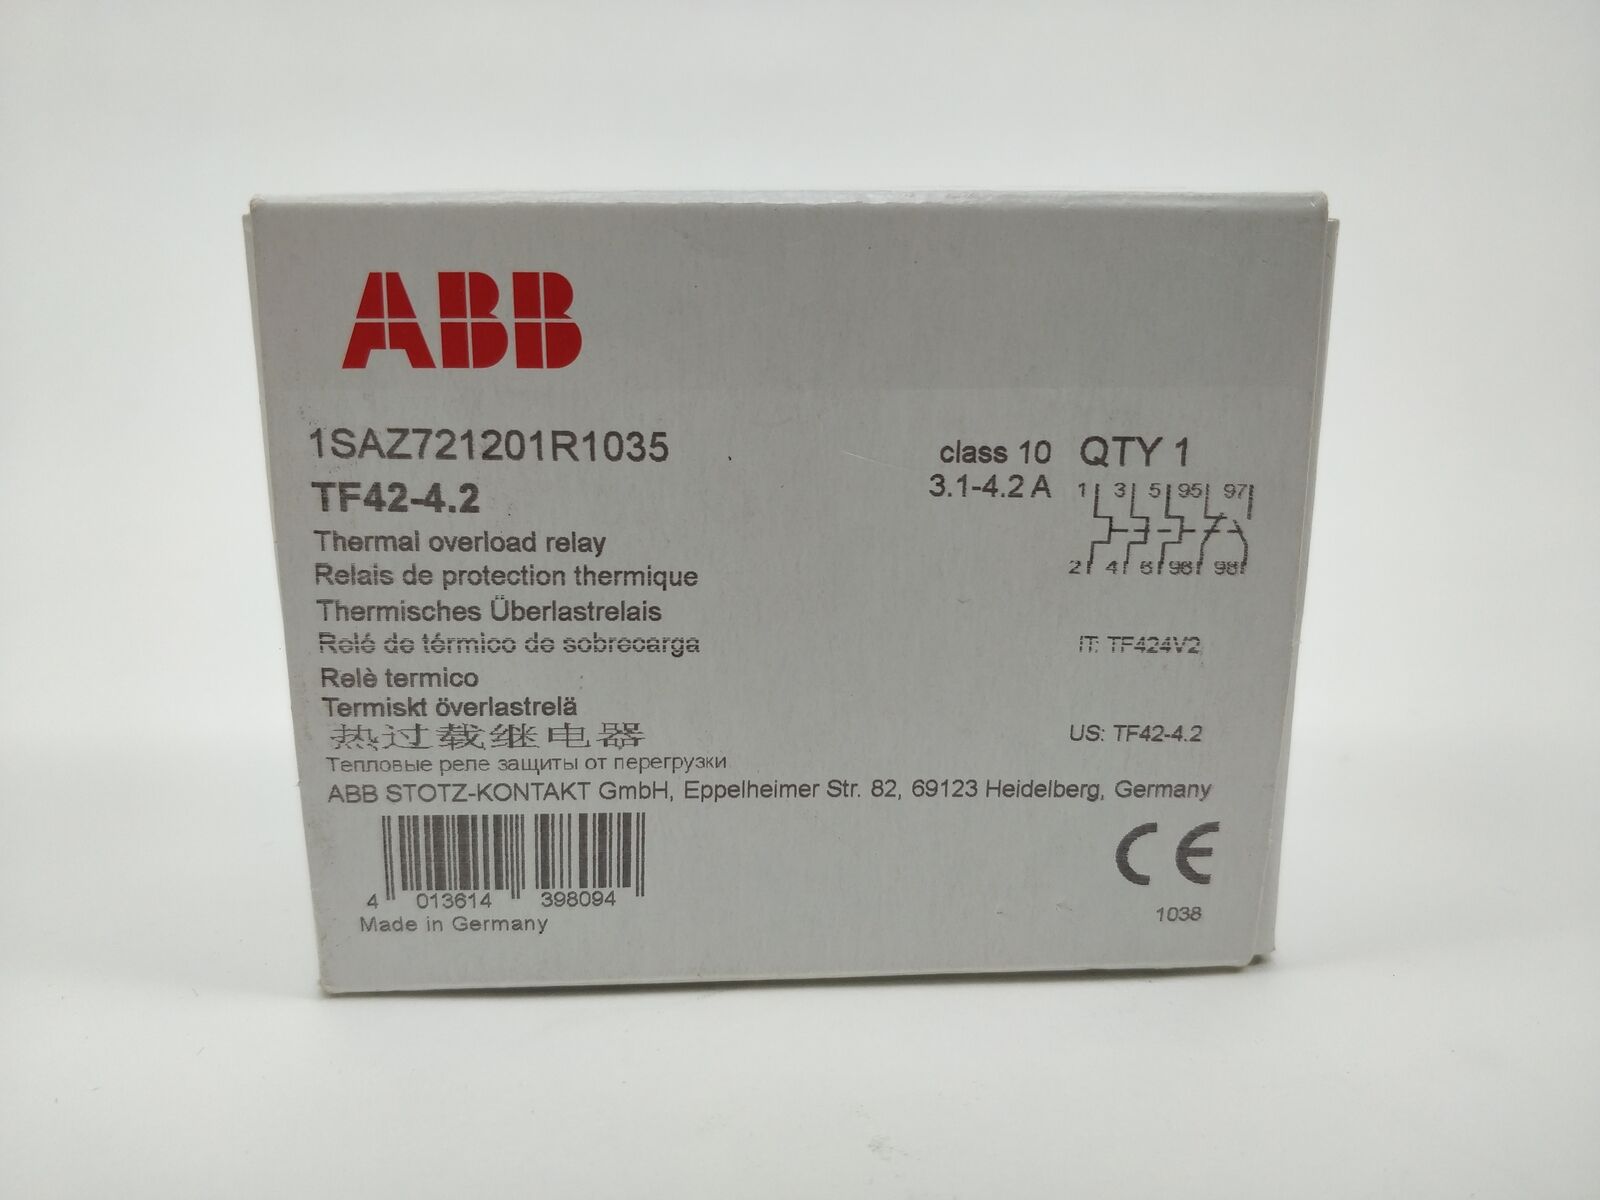 ABB
1SAZ721201R1035
class 10 QTY 1
TF42-4.2
3.1-4.2 A
1 3 5 95 97
2 4 6 96 98
Thermal overload relay
Relais de protection thermique
Thermisches Überlastrelais
Relé de térmico de sobrecarga
IT: TF424V2
Relè termico
Termiskt överlastrelä
热过载继电器
US: TF42-4.2
Тепловые реле защиты от перегрузки
ABB STOTZ-KONTAKT GmbH, Eppelheimer Str. 82, 69123 Heidelberg, Germany
CE
4 013614 398094
Made in Germany
1038